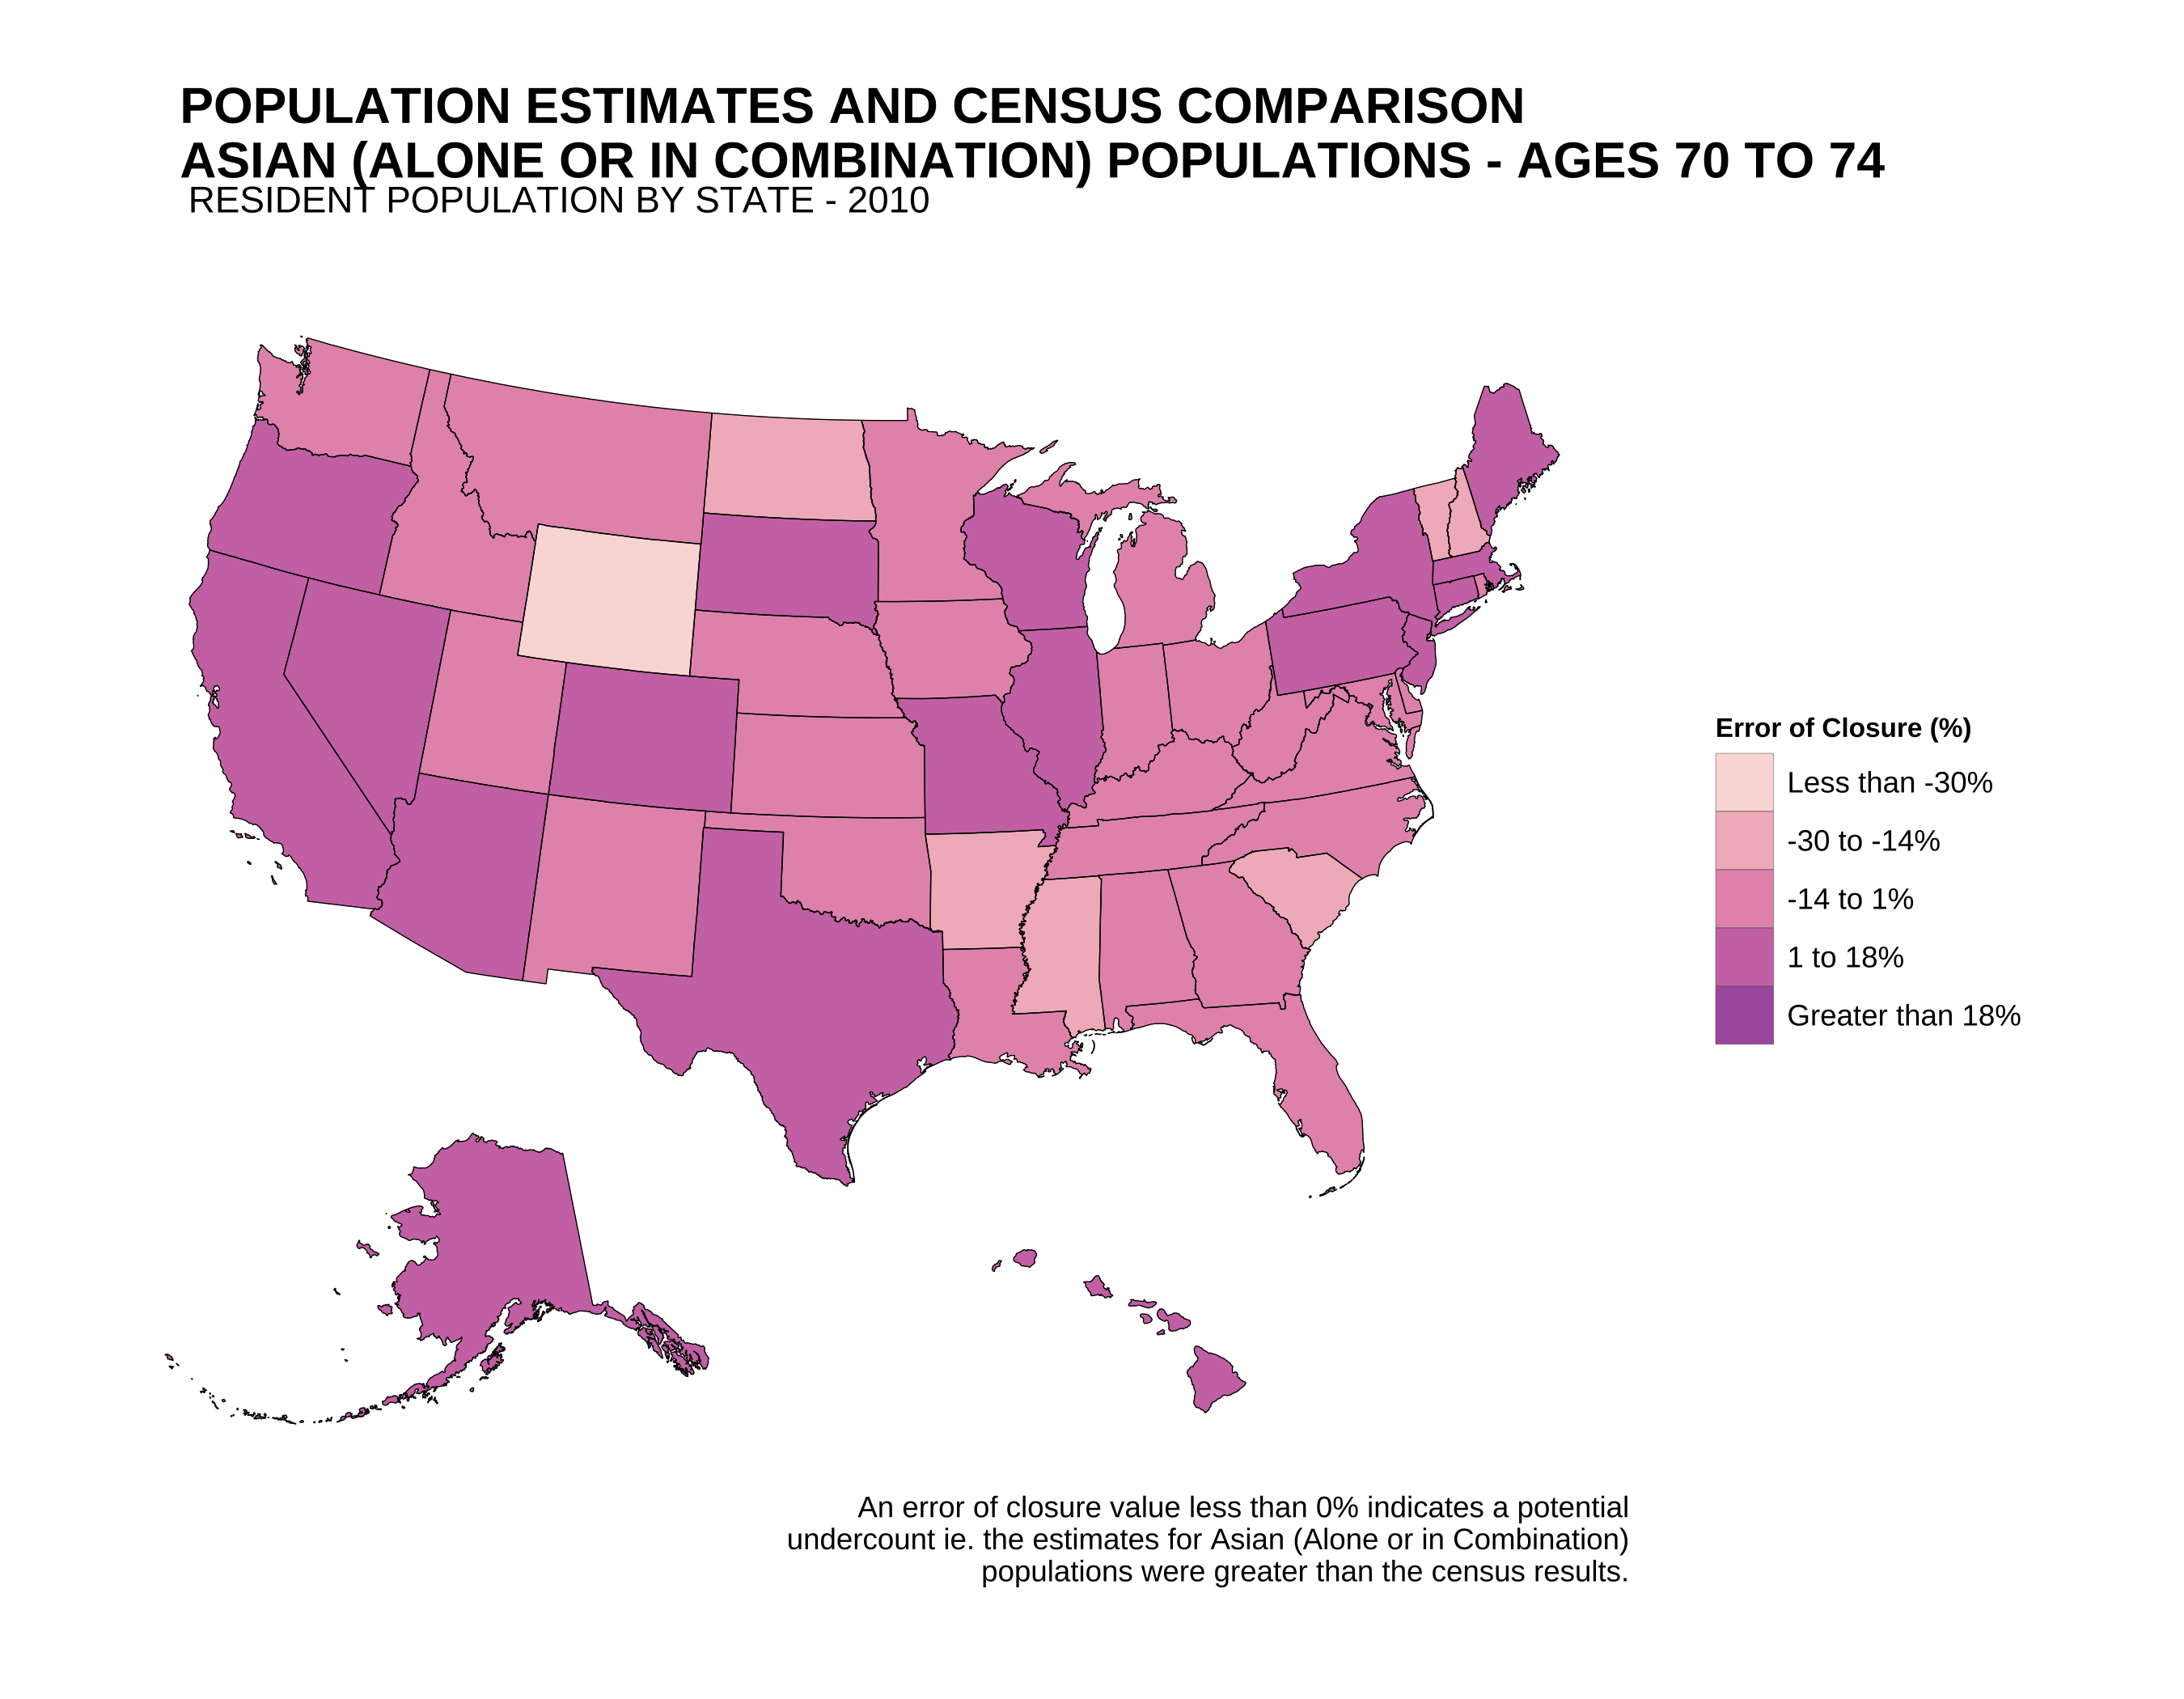 POPULATION ESTIMATES AND CENSUS COMPARISON
ASIAN (ALONE OR IN COMBINATION) POPULATIONS - AGES 70 TO 74
RESIDENT POPULATION BY STATE - 2010
Error of Closure (%)
Less than -30%
-30 to -14%
-14 to 1%
1 to 18%
Greater than 18%
An error of closure value less than 0% indicates a potential
undercount ie. the estimates for Asian (Alone or in Combination)
populations were greater than the census results.